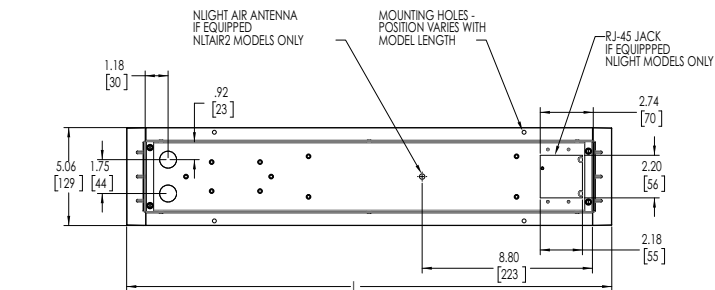 NLIGHT AIR ANTENNA
IF EQUIPPED
NLTAIR2 MODELS ONLY
MOUNTING HOLES -
POSITION VARIES WITH
MODEL LENGTH
RJ-45 JACK
IF EQUIPPPED
NLIGHT MODELS ONLY
1.18
[30]
.92
[23]
2.74
[70]
5.06
[129]
1.75
[44]
2.20
[56]
2.18
[55]
8.80
[223]
L